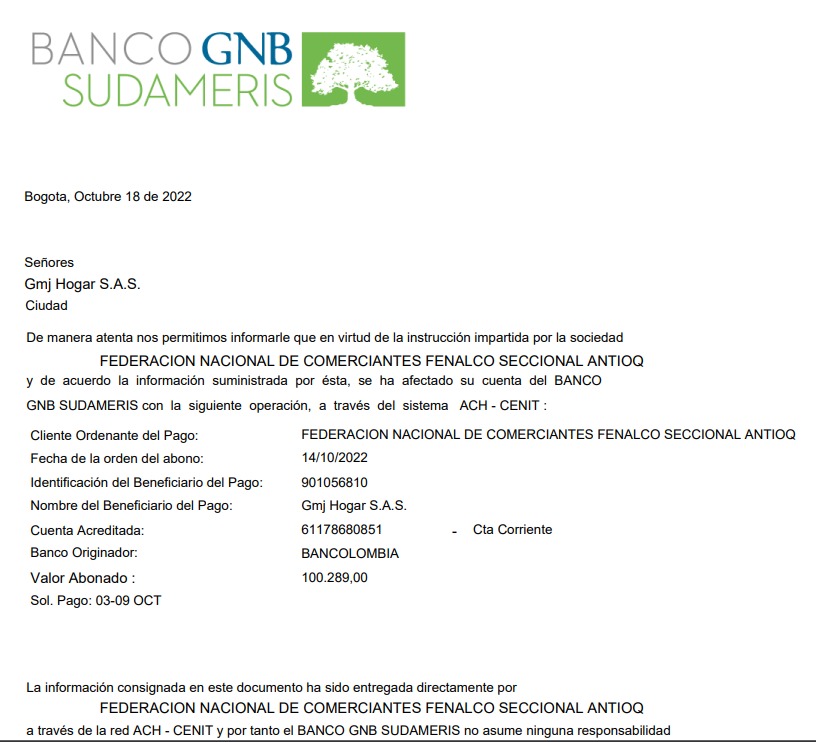 BANCO GNB
SUDAMERIS
Bogota, Octubre 18 de 2022
Señores
Gmj Hogar S.A.S.
Ciudad
De manera atenta nos permitimos informarle que en virtud de la instrucción impartida por la sociedad
FEDERACION NACIONAL DE COMERCIANTES FENALCO SECCIONAL ANTIOQ
y de acuerdo la información suministrada por ésta, se ha afectado su cuenta del BANCO
GNB SUDAMERIS con la siguiente operación, a través del sistema ACH - CENIT :
Cliente Ordenante del Pago: FEDERACION NACIONAL DE COMERCIANTES FENALCO SECCIONAL ANTIOQ
Fecha de la orden del abono: 14/10/2022
Identificación del Beneficiario del Pago: 901056810
Nombre del Beneficiario del Pago: Gmj Hogar S.A.S.
Cuenta Acreditada: 61178680851 - Cta Corriente
Banco Originador: BANCOLOMBIA
Valor Abonado : 100.289,00
Sol. Pago: 03-09 OCT
La información consignada en este documento ha sido entregada directamente por
FEDERACION NACIONAL DE COMERCIANTES FENALCO SECCIONAL ANTIOQ
a través de la red ACH - CENIT y por tanto el BANCO GNB SUDAMERIS no asume ninguna responsabilidad